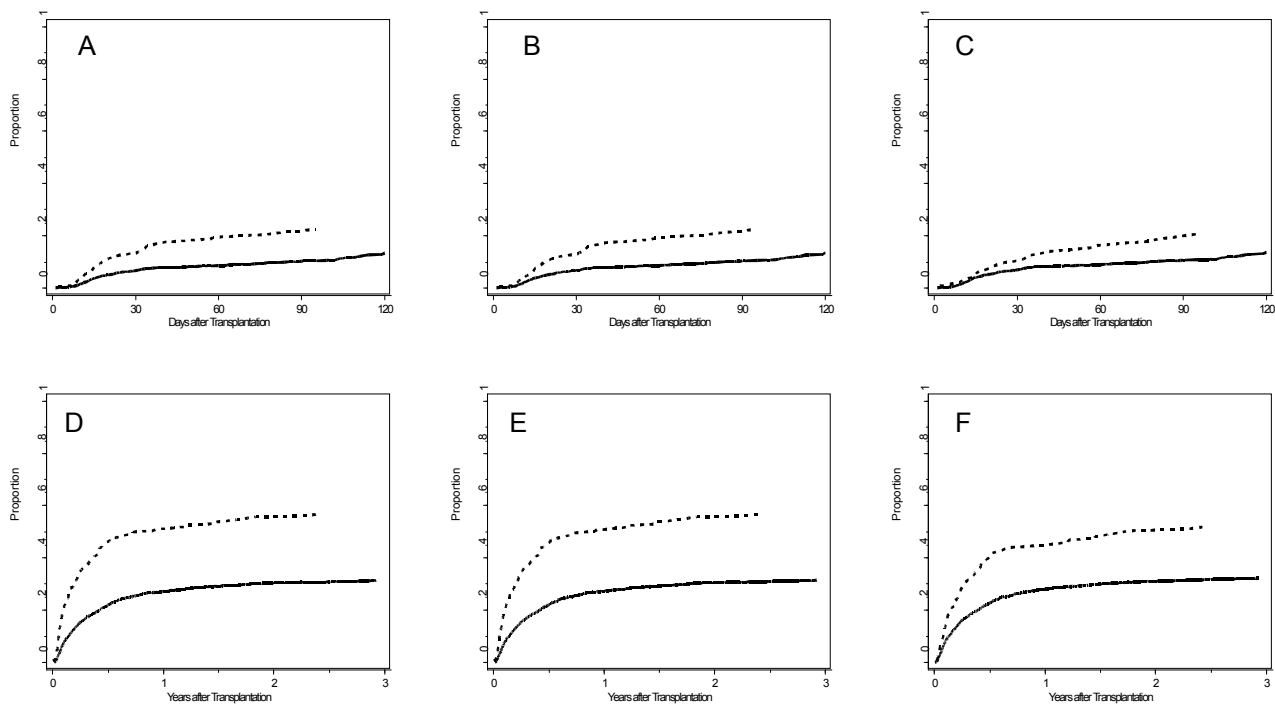 A
1
.8
.6
.4
.2
0
Proportion
0 30 60 90 120
Days after Transplantation
B
1
.8
.6
.4
.2
0
Proportion
0 30 60 90 120
Days after Transplantation
C
1
.8
.6
.4
.2
0
Proportion
0 30 60 90 120
Days after Transplantation
D
1
.8
.6
.4
.2
0
Proportion
0 1 2 3
Years after Transplantation
E
1
.8
.6
.4
.2
0
Proportion
0 1 2 3
Years after Transplantation
F
1
.8
.6
.4
.2
0
Proportion
0 1 2 3
Years after Transplantation